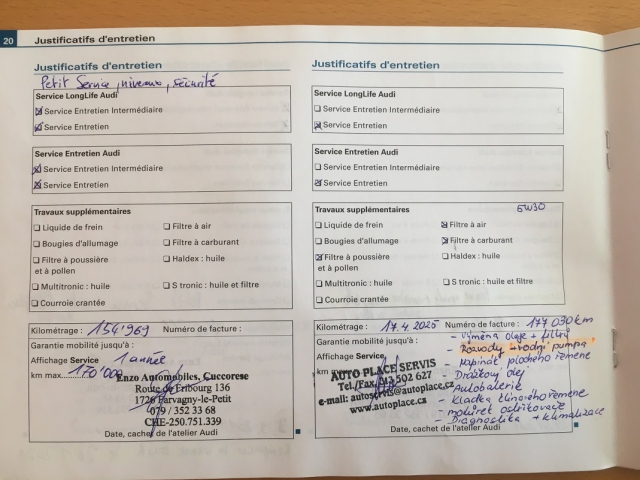 20 Justificatifs d'entretien
Justificatifs d'entretien
Petit Service, niveaux, sécurité
Service LongLife Audi
☒ Service Entretien Intermédiaire
☒ Service Entretien
Service Entretien Audi
☒ Service Entretien Intermédiaire
☒ Service Entretien
Travaux supplémentaires
☐ Liquide de frein
☐ Filtre à air
☐ Bougies d'allumage
☐ Filtre à carburant
☐ Filtre à poussière
et à pollen
☐ Haldex : huile
☐ Multitronic : huile
☐ S tronic : huile et filtre
☐ Courroie crantée
Kilométrage : 154'969 Numéro de facture :
Garantie mobilité jusqu'à :
Affichage Service 1 année
km max. 170'000
Enzo Automobiles, Cuccorese
Route de Fribourg 136
1726 Farvagny-le-Petit
079 / 352 33 68
CHE-250.751.339
Date, cachet de l'atelier Audi
Justificatifs d'entretien
Service LongLife Audi
☐ Service Entretien Intermédiaire
☒ Service Entretien
Service Entretien Audi
☐ Service Entretien Intermédiaire
☒ Service Entretien
Travaux supplémentaires 5W30
☐ Liquide de frein
☒ Filtre à air
☐ Bougies d'allumage
☒ Filtre à carburant
☒ Filtre à poussière
et à pollen
☐ Haldex : huile
☐ Multitronic : huile
☐ S tronic : huile et filtre
☐ Courroie crantée
Kilométrage : 17.4.2025 Numéro de facture : 177 030 km
Garantie mobilité jusqu'à :
- výměna oleje + filtry
Affichage Service
- Rozvody + vodní pumpa
km
- Napínák plochého řemene
AUTO PLACE SERVIS
Tel./Fax. 502 627
e-mail: autoservis@autoplace.cz
www.autoplace.cz
- Drážkový olej
- Autobaterie
- Kladka klínového řemene
- motůrek odstřikovače
- Diagnostika + klimatizace
Date, cachet de l'atelier Audi